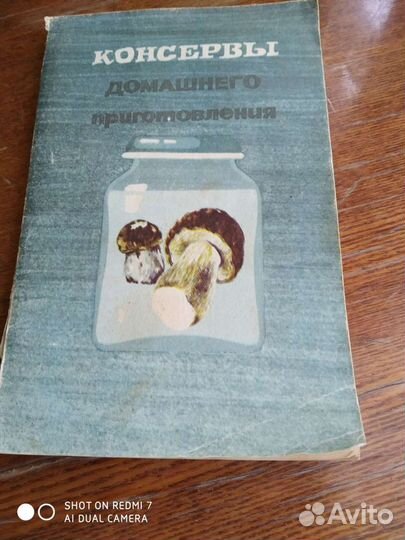 КОНСЕРВЫ
ДОМАШНЕГО
приготовления
SHOT ON REDMI 7
AI DUAL CAMERA
Avito